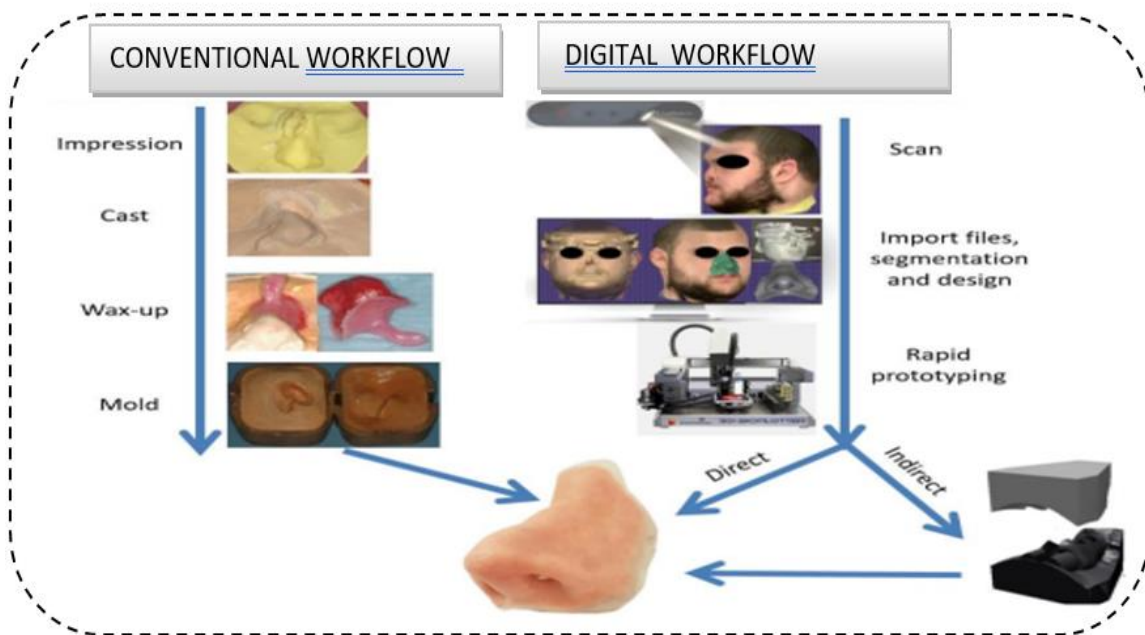 CONVENTIONAL WORKFLOW
DIGITAL WORKFLOW
Impression
Cast
Wax-up
Mold
Scan
Import files,
segmentation
and design
Rapid
prototyping
Direct
Indirect